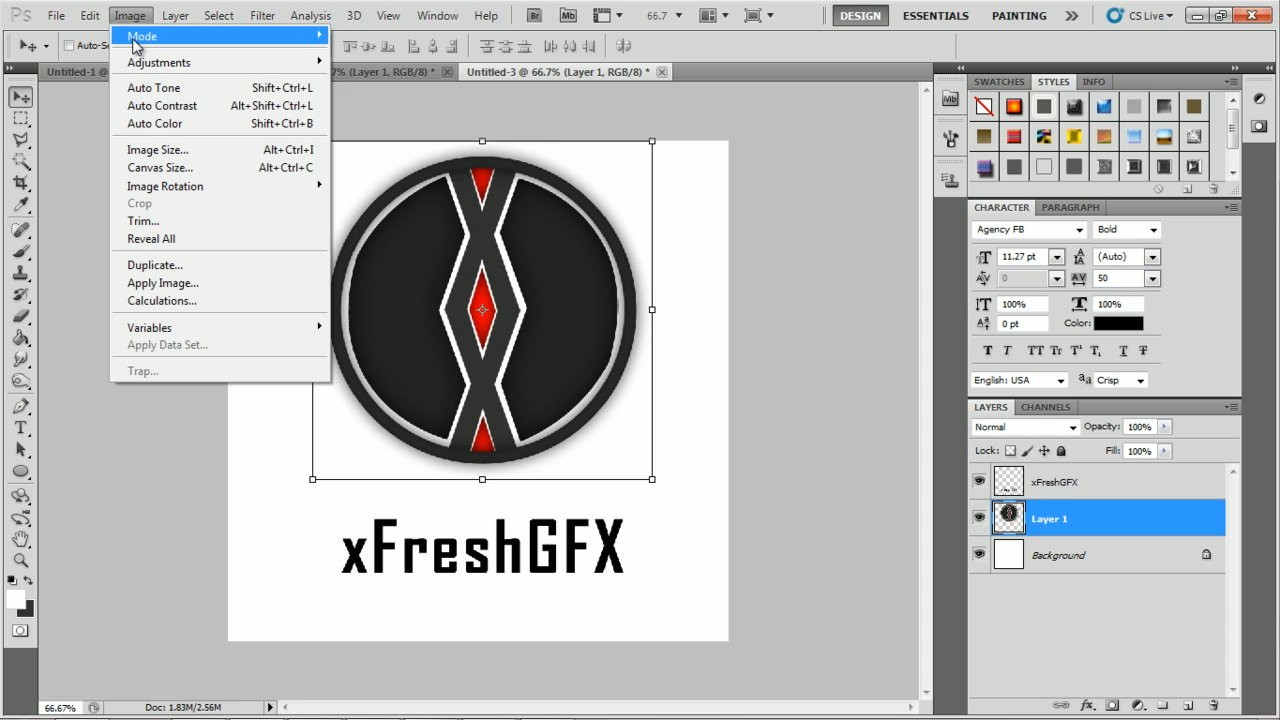 Ps File Edit Image Layer Select Filter Analysis 3D View Window Help Br Mb 66.7 DESIGN ESSENTIALS PAINTING CS Live
Auto-Se
Untitled-1 @
7% (Layer 1, RGB/8) *
Untitled-3 @ 66.7% (Layer 1, RGB/8) *
Mode
Adjustments
Auto Tone Shift+Ctrl+L
Auto Contrast Alt+Shift+Ctrl+L
Auto Color Shift+Ctrl+B
Image Size... Alt+Ctrl+I
Canvas Size... Alt+Ctrl+C
Image Rotation
Crop
Trim...
Reveal All
Duplicate...
Apply Image...
Calculations...
Variables
Apply Data Set...
Trap...
xFreshGFX
66.67% Doc: 1.83M/2.56M
Mb
SWATCHES STYLES INFO
CHARACTER PARAGRAPH
Agency FB Bold
11.27 pt (Auto)
0 50
100% 100%
0 pt Color:
T T TT Tr T¹ T₁ T T
English: USA aa Crisp
LAYERS CHANNELS
Normal Opacity: 100%
Lock: Fill: 100%
xFreshGFX
Layer 1
Background